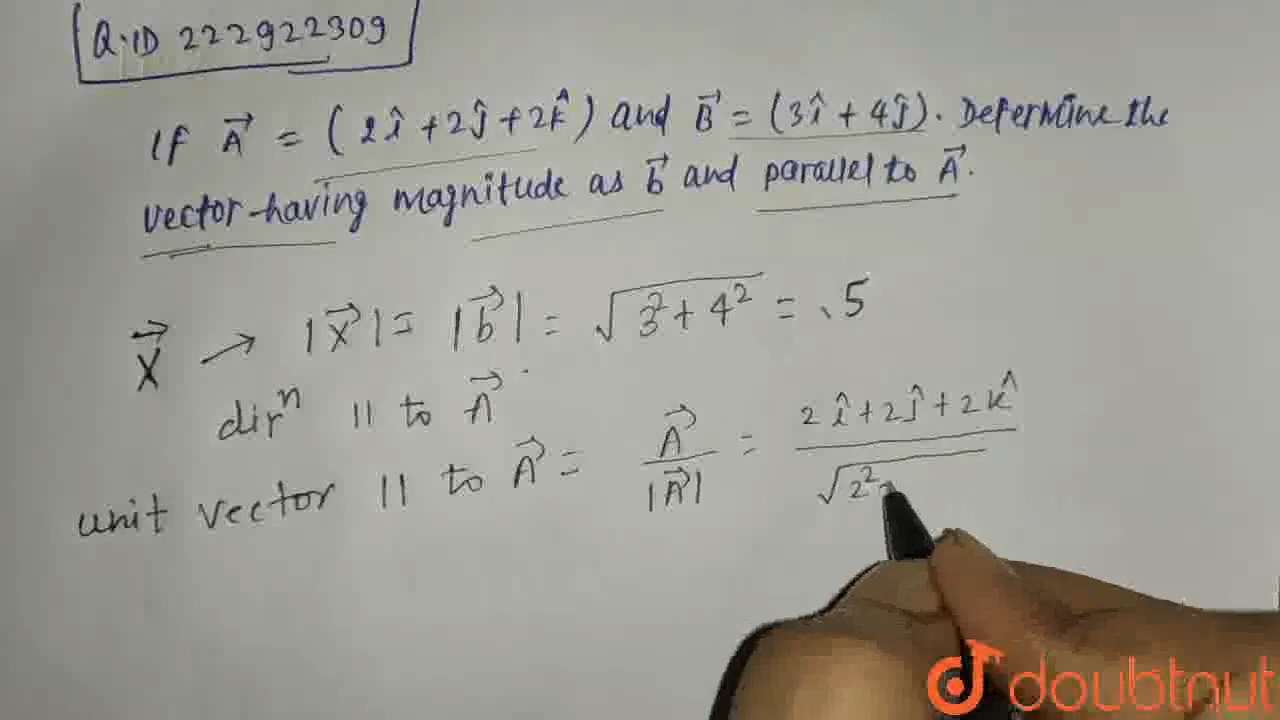 Q.ID 222922309
If A⃗ = (2î + 2ĵ + 2k̂) and B⃗ = (3î + 4ĵ). Determine the
vector having magnitude as b⃗ and parallel to A⃗.
X⃗ → |X⃗| = |b⃗| = √3² + 4² = 5
dirⁿ || to A⃗
unit vector || to A⃗ = A⃗/|A⃗| = 2î + 2ĵ + 2k̂/√2²
doubtnut